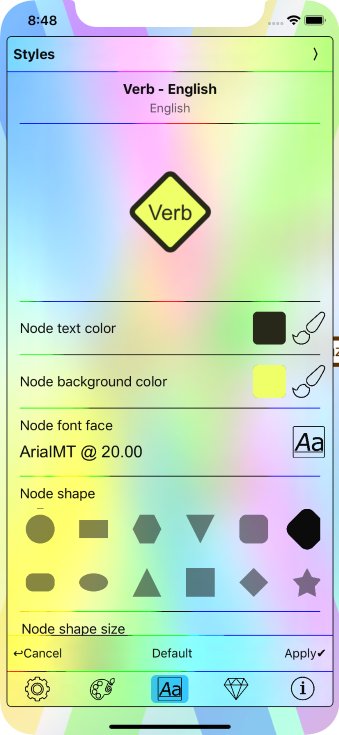 8:48
Styles 〉
Verb - English
English
Verb
Node text color
Node background color
Node font face
ArialMT @ 20.00
Aa
Node shape
Node shape size
↩Cancel Default Apply✔
Aa i